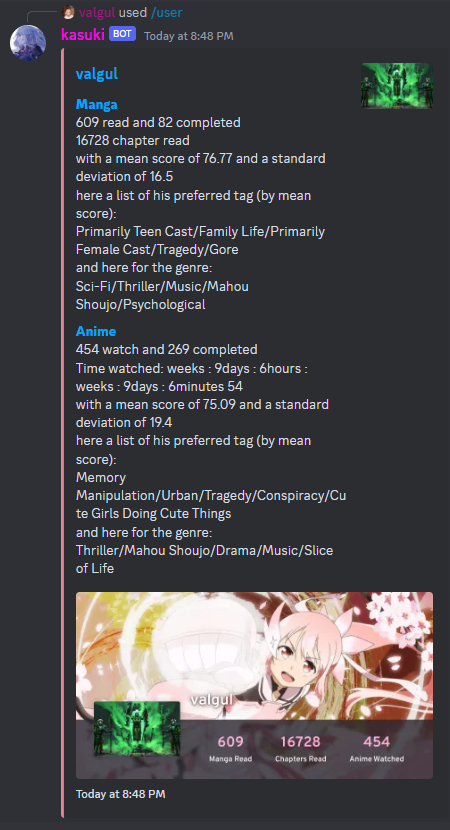 valgul used /user
kasuki BOT Today at 8:48 PM
valgul
Manga
609 read and 82 completed
16728 chapter read
with a mean score of 76.77 and a standard
deviation of 16.5
here a list of his preferred tag (by mean
score):
Primarily Teen Cast/Family Life/Primarily
Female Cast/Tragedy/Gore
and here for the genre:
Sci-Fi/Thriller/Music/Mahou
Shoujo/Psychological
Anime
454 watch and 269 completed
Time watched: weeks : 9days : 6hours :
weeks : 9days : 6minutes 54
with a mean score of 75.09 and a standard
deviation of 19.4
here a list of his preferred tag (by mean
score):
Memory
Manipulation/Urban/Tragedy/Conspiracy/Cu
te Girls Doing Cute Things
and here for the genre:
Thriller/Mahou Shoujo/Drama/Music/Slice
of Life
valgul
609 16728 454
Manga Read Chapters Read Anime Watched
Today at 8:48 PM